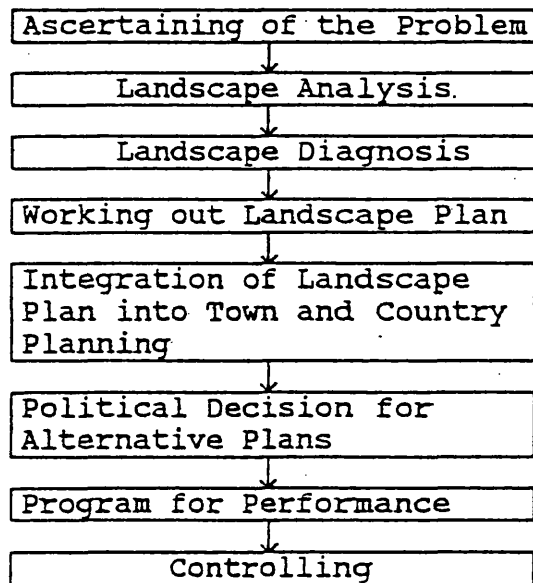 Ascertaining of the Problem
Landscape Analysis.
Landscape Diagnosis
Working out Landscape Plan
Integration of Landscape
Plan into Town and Country
Planning
Political Decision for
Alternative Plans
Program for Performance
Controlling